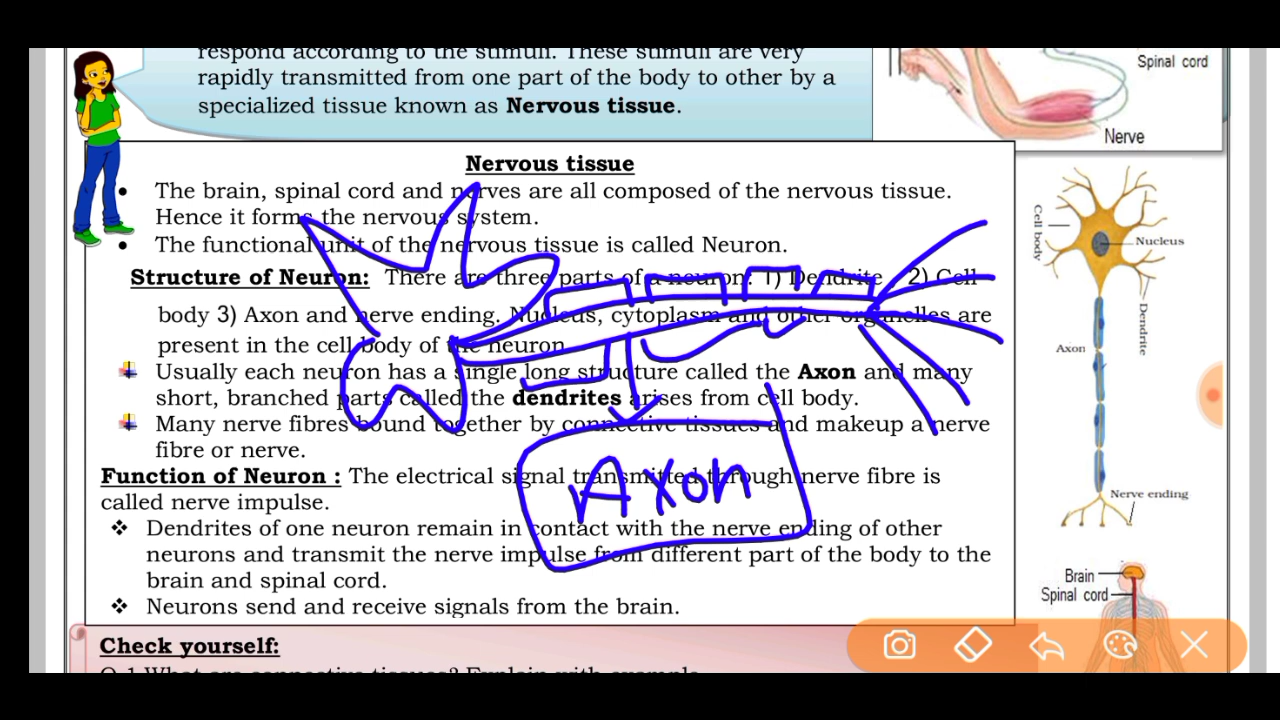 respond according to the stimuli. These stimuli are very
rapidly transmitted from one part of the body to other by a
specialized tissue known as Nervous tissue.
Spinal cord
Nerve
Nervous tissue
• The brain, spinal cord and nerves are all composed of the nervous tissue.
Hence it forms the nervous system.
• The functional unit of the nervous tissue is called Neuron.
Structure of Neuron: There are three parts of a neuron. 1) Dendrite 2) Cell
body 3) Axon and nerve ending. Nucleus, cytoplasm and other organelles are
present in the cell body of the neuron.
Usually each neuron has a single long structure called the Axon and many
short, branched parts called the dendrites arises from cell body.
Many nerve fibres bound together by connective tissues and makeup a nerve
fibre or nerve.
Function of Neuron : The electrical signal transmitted through nerve fibre is
called nerve impulse.
❖ Dendrites of one neuron remain in contact with the nerve ending of other
neurons and transmit the nerve impulse from different part of the body to the
brain and spinal cord.
❖ Neurons send and receive signals from the brain.
Axon
Cell body
Nucleus
Dendrite
Axon
Nerve ending
Brain
Spinal cord
Check yourself:
Q.1 What are connective tissues? Explain with example.